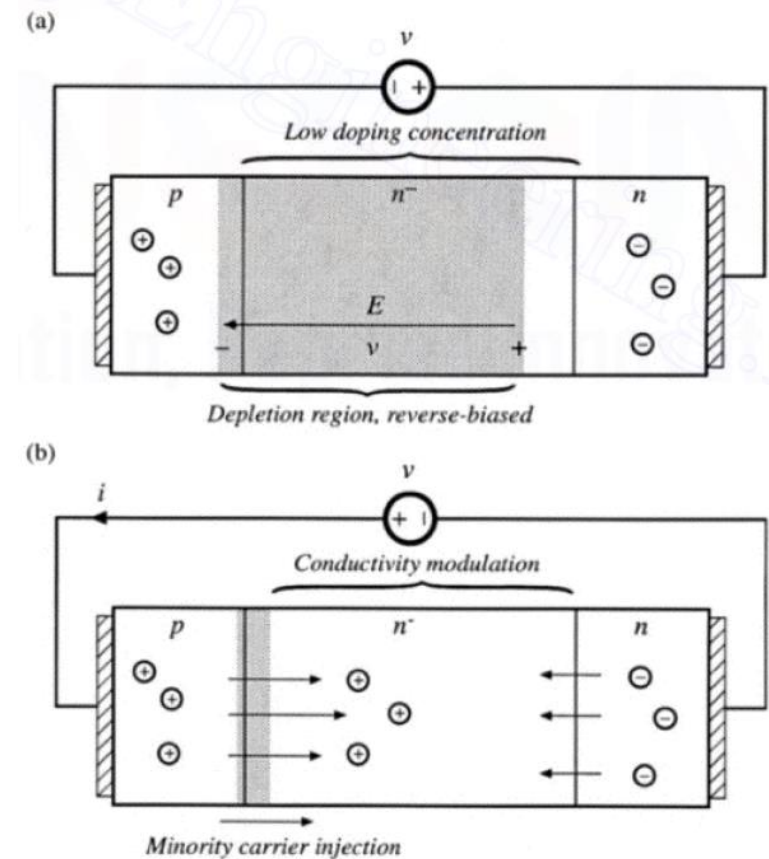 (a)
v
− +
Low doping concentration
p n⁻ n
⊕ ⊖
⊕ ⊖
⊕ ⊖
E
− v +
Depletion region, reverse-biased
(b)
v
i
+ −
Conductivity modulation
p n⁻ n
⊕ ⊕ ⊖
⊕ ⊕ ⊖
⊕ ⊕ ⊖
Minority carrier injection